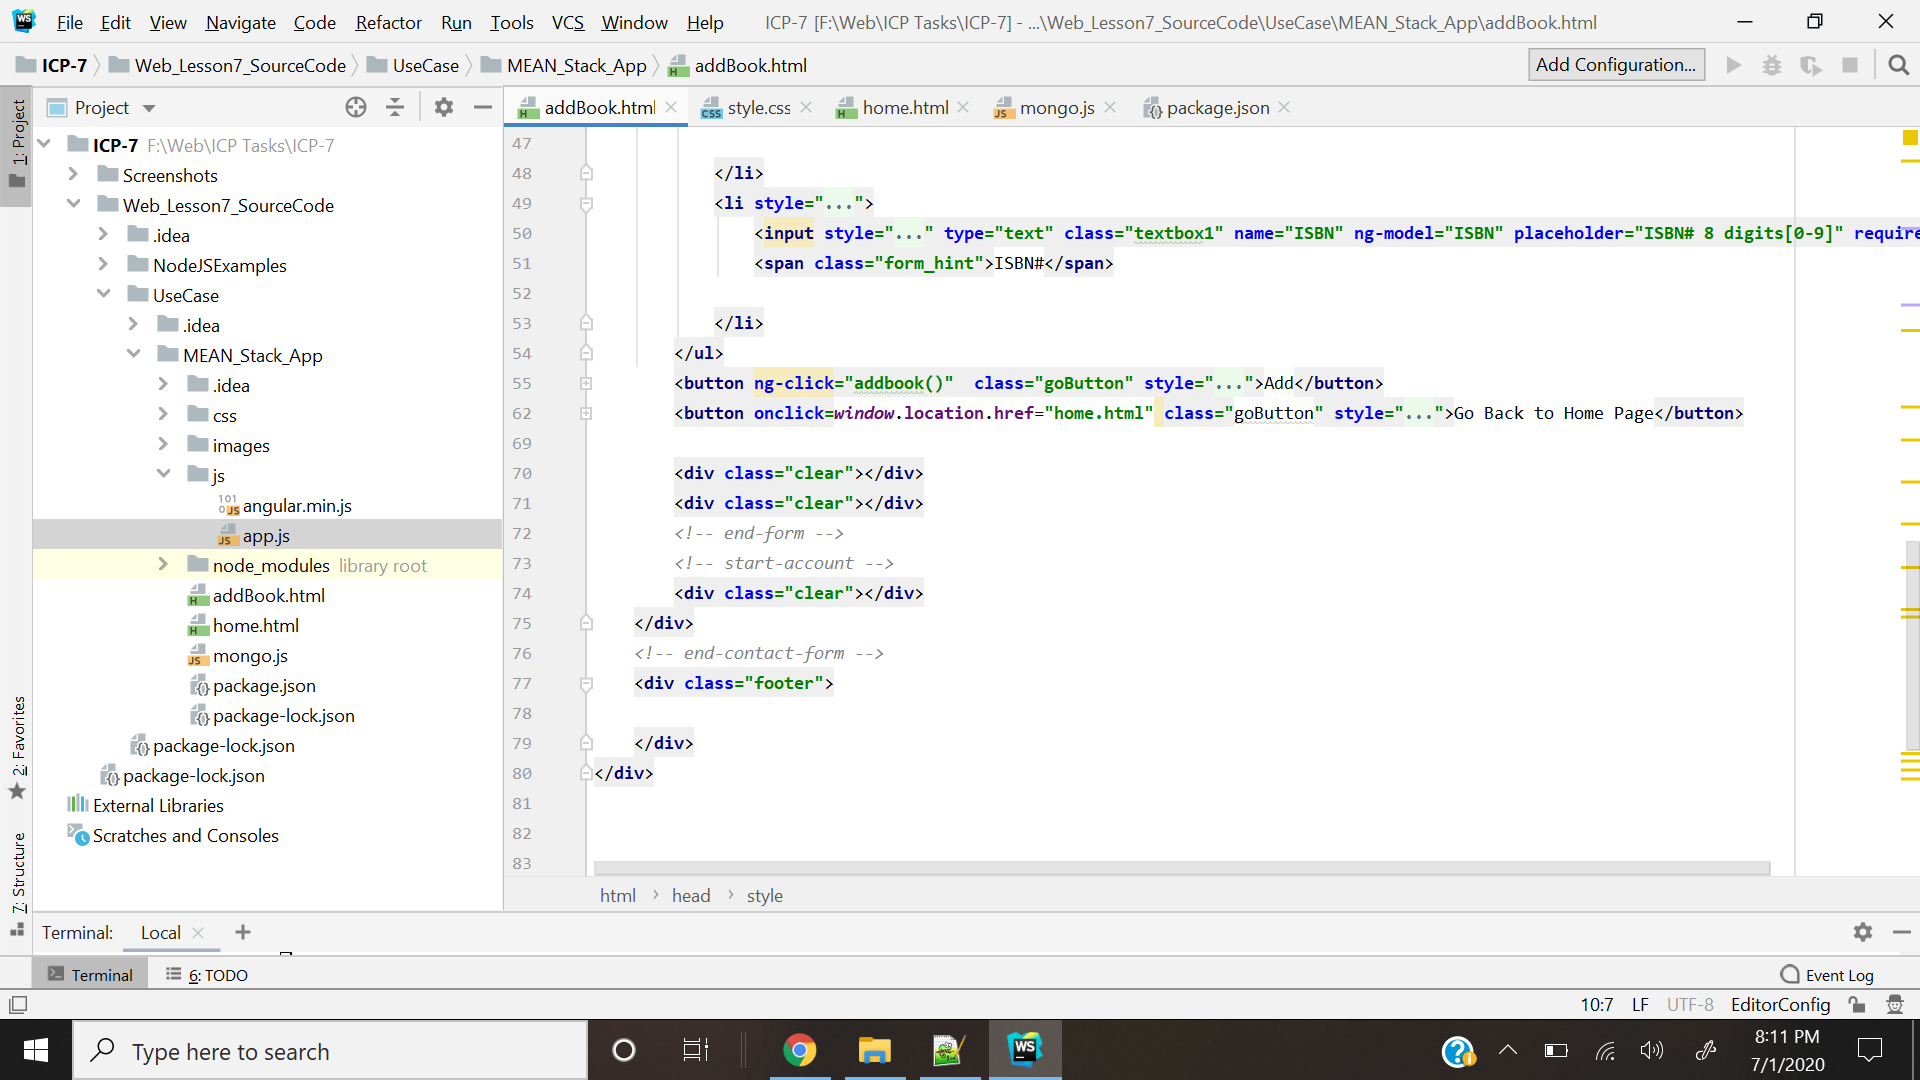 File Edit View Navigate Code Refactor Run Tools VCS Window Help ICP-7 [F:\Web\ICP Tasks\ICP-7] - ...\Web_Lesson7_SourceCode\UseCase\MEAN_Stack_App\addBook.html
ICP-7 Web_Lesson7_SourceCode UseCase MEAN_Stack_App addBook.html Add Configuration...
1: Project
2: Favorites
7: Structure
Project
ICP-7 F:\Web\ICP Tasks\ICP-7
Screenshots
Web_Lesson7_SourceCode
.idea
NodeJSExamples
UseCase
.idea
MEAN_Stack_App
.idea
css
images
js
angular.min.js
app.js
node_modules library root
addBook.html
home.html
mongo.js
package.json
package-lock.json
package-lock.json
package-lock.json
External Libraries
Scratches and Consoles
addBook.html style.css home.html mongo.js package.json
47
48 </li>
49 <li style="...">
50 <input style="..." type="text" class="textbox1" name="ISBN" ng-model="ISBN" placeholder="ISBN# 8 digits[0-9]" require
51 <span class="form_hint">ISBN#</span>
52
53 </li>
54 </ul>
55 <button ng-click="addbook()"  class="goButton" style="...">Add</button>
62 <button onclick=window.location.href="home.html" class="goButton" style="...">Go Back to Home Page</button>
69
70 <div class="clear"></div>
71 <div class="clear"></div>
72 <!-- end-form -->
73 <!-- start-account -->
74 <div class="clear"></div>
75 </div>
76 <!-- end-contact-form -->
77 <div class="footer">
78
79 </div>
80 </div>
81
82
83
html › head › style
Terminal: Local
Terminal 6: TODO Event Log
10:7 LF UTF-8 EditorConfig
Type here to search
WS
8:11 PM
7/1/2020